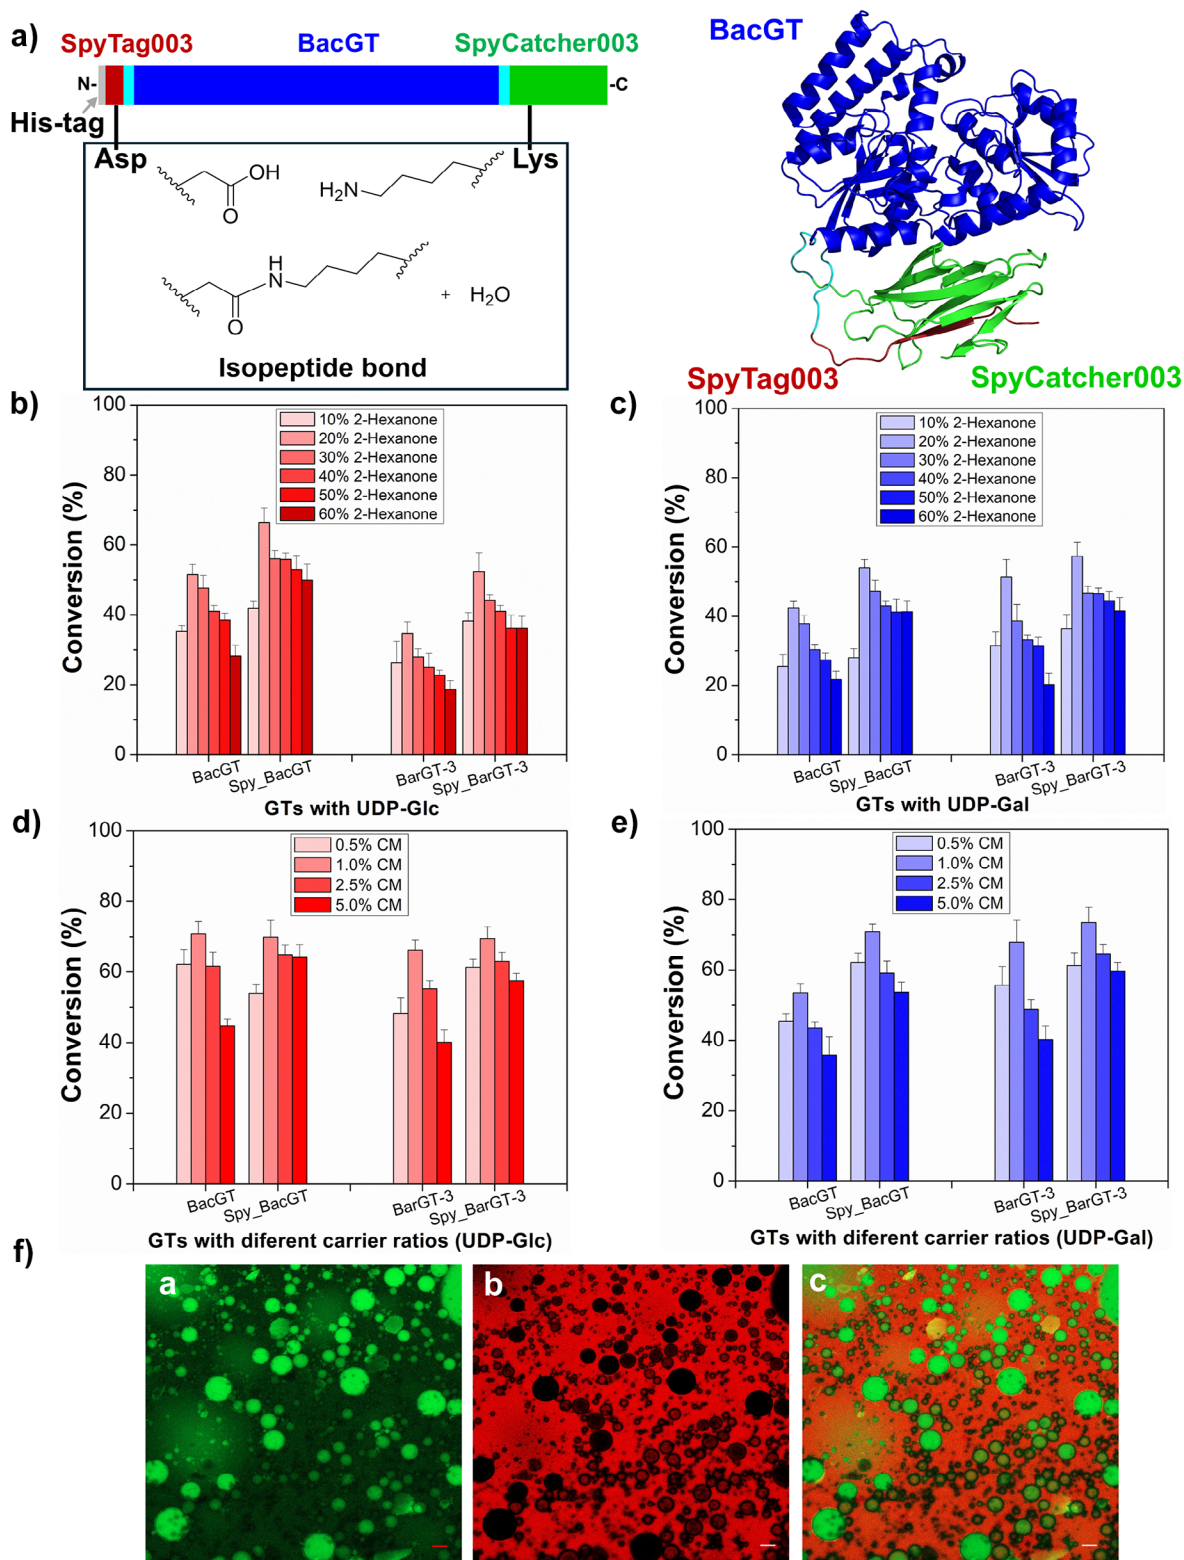 a)
SpyTag003
BacGT
SpyCatcher003
N-
-C
His-tag
Asp
Lys
OH
O
H₂N
H
N
O
+ H₂O
Isopeptide bond
BacGT
SpyTag003
SpyCatcher003
b)
100
80
60
40
20
0
Conversion (%)
10% 2-Hexanone
20% 2-Hexanone
30% 2-Hexanone
40% 2-Hexanone
50% 2-Hexanone
60% 2-Hexanone
BacGT
Spy_BacGT
BarGT-3
Spy_BarGT-3
GTs with UDP-Glc
c)
100
80
60
40
20
0
Conversion (%)
10% 2-Hexanone
20% 2-Hexanone
30% 2-Hexanone
40% 2-Hexanone
50% 2-Hexanone
60% 2-Hexanone
BacGT
Spy_BacGT
BarGT-3
Spy_BarGT-3
GTs with UDP-Gal
d)
100
80
60
40
20
0
Conversion (%)
0.5% CM
1.0% CM
2.5% CM
5.0% CM
BacGT
Spy_BacGT
BarGT-3
Spy_BarGT-3
GTs with diferent carrier ratios (UDP-Glc)
e)
100
80
60
40
20
0
Conversion (%)
0.5% CM
1.0% CM
2.5% CM
5.0% CM
BacGT
Spy_BacGT
BarGT-3
Spy_BarGT-3
GTs with diferent carrier ratios (UDP-Gal)
f)
a
b
c